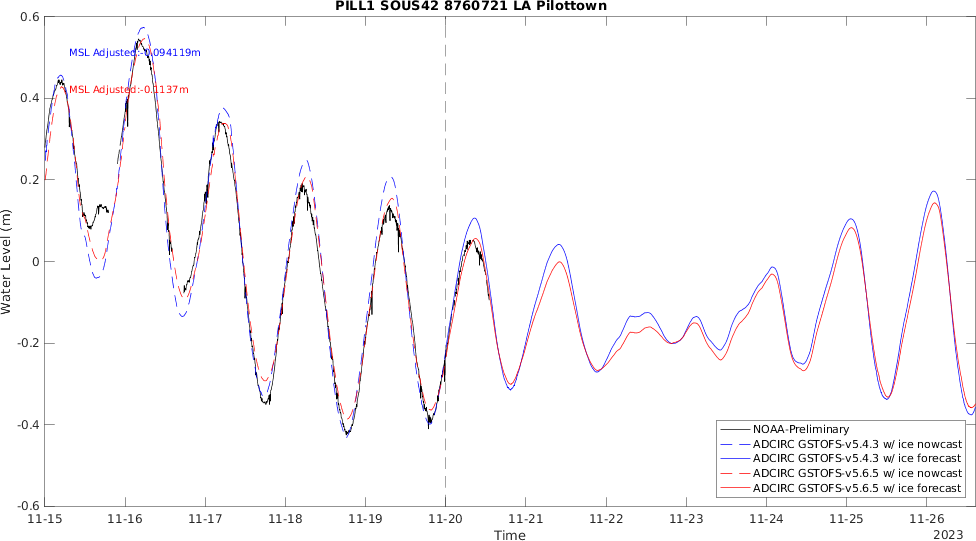 PILL1 SOUS42 8760721 LA Pilottown
0.6
MSL Adjusted:-0.094119m
MSL Adjusted:-0.1137m
0.4
0.2
0
-0.2
-0.4
-0.6
Water Level (m)
NOAA-Preliminary
ADCIRC GSTOFS-v5.4.3 w/ ice nowcast
ADCIRC GSTOFS-v5.4.3 w/ ice forecast
ADCIRC GSTOFS-v5.6.5 w/ ice nowcast
ADCIRC GSTOFS-v5.6.5 w/ ice forecast
11-15 11-16 11-17 11-18 11-19 11-20 11-21 11-22 11-23 11-24 11-25 11-26
Time
2023